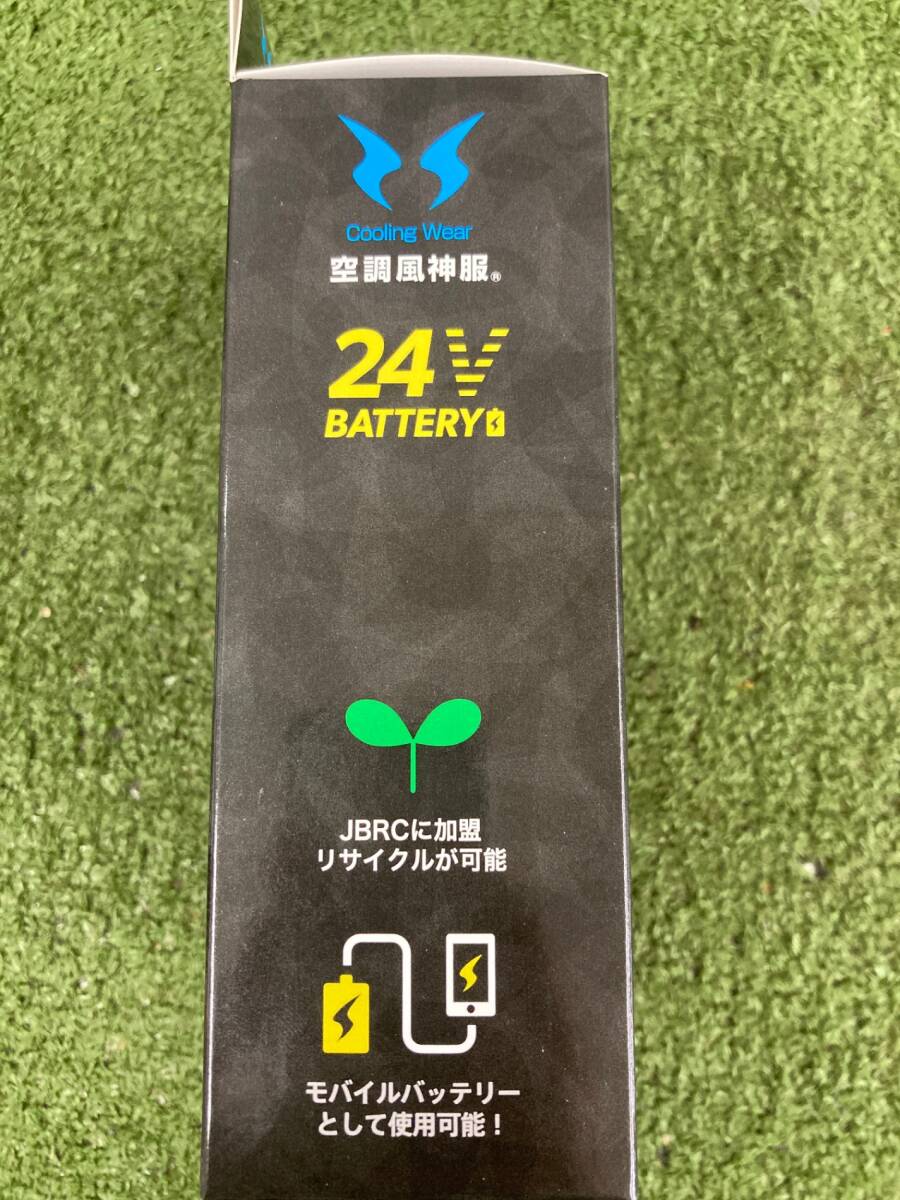 Cooling Wear
空調風神服®
24V
BATTERY
JBRCに加盟
リサイクルが可能
モバイルバッテリー
として使用可能!